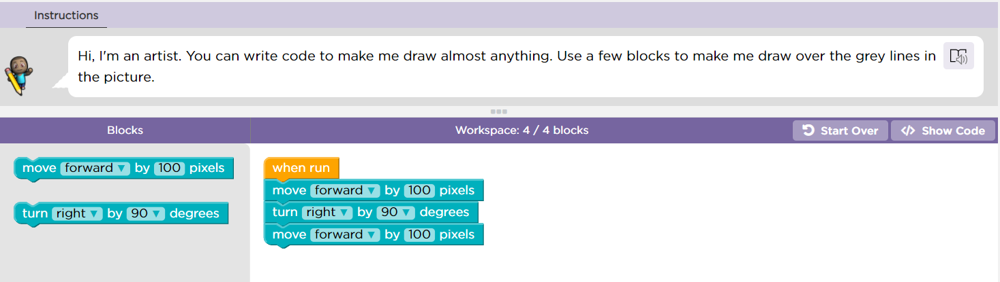 Instructions
Hi, I'm an artist. You can write code to make me draw almost anything. Use a few blocks to make me draw over the grey lines in
the picture.
Blocks
Workspace: 4 / 4 blocks
Start Over
</> Show Code
move forward ▼ by 100 pixels
turn right ▼ by 90 ▼ degrees
when run
move forward ▼ by 100 pixels
turn right ▼ by 90 ▼ degrees
move forward ▼ by 100 pixels